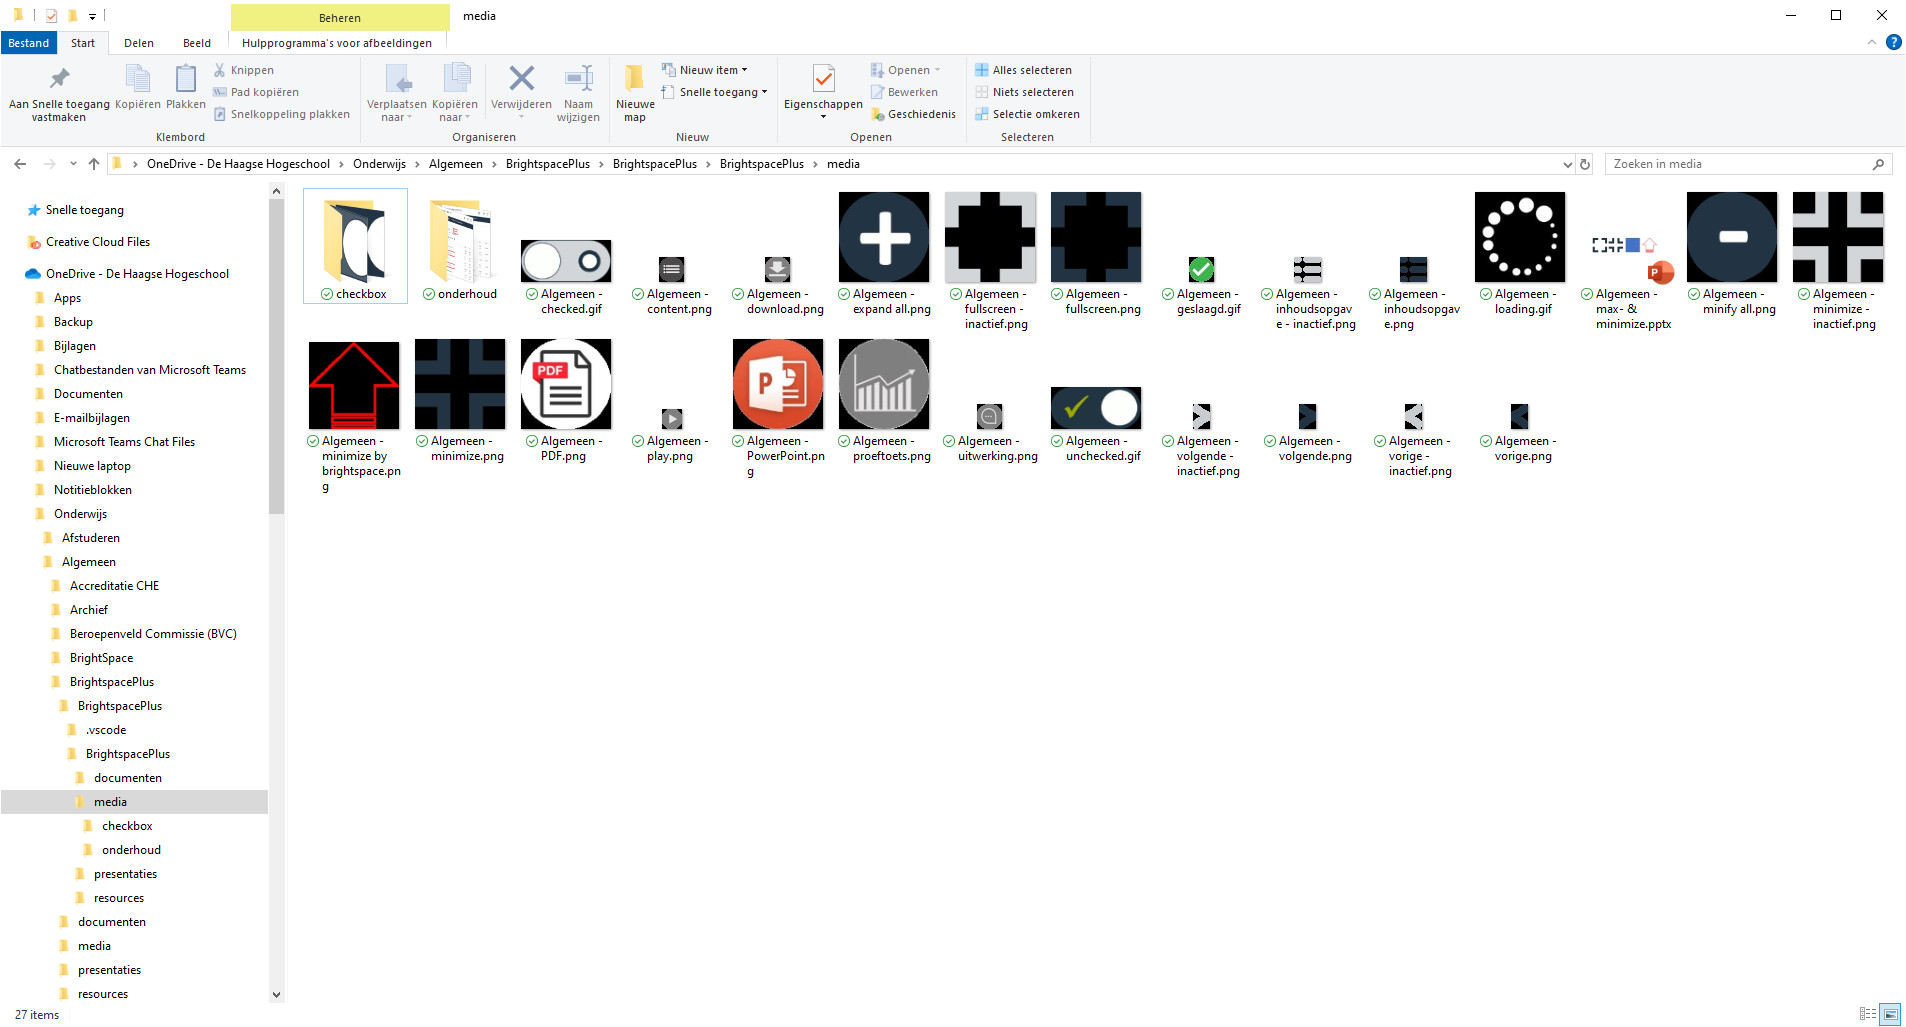 Beheren
media
Bestand
Start
Delen
Beeld
Hulpprogramma's voor afbeeldingen
Aan Snelle toegang
vastmaken
Kopiëren
Plakken
Knippen
Pad kopiëren
Snelkoppeling plakken
Klembord
Verplaatsen
naar
Kopiëren
naar
Verwijderen
Naam
wijzigen
Organiseren
Nieuwe
map
Nieuw item
Snelle toegang
Nieuw
Eigenschappen
Openen
Bewerken
Geschiedenis
Openen
Alles selecteren
Niets selecteren
Selectie omkeren
Selecteren
OneDrive - De Haagse Hogeschool > Onderwijs > Algemeen > BrightspacePlus > BrightspacePlus > BrightspacePlus > media
Zoeken in media
Snelle toegang
Creative Cloud Files
OneDrive - De Haagse Hogeschool
Apps
Backup
Bijlagen
Chatbestanden van Microsoft Teams
Documenten
E-mailbijlagen
Microsoft Teams Chat Files
Nieuwe laptop
Notitieblokken
Onderwijs
Afstuderen
Algemeen
Accreditatie CHE
Archief
Beroepenveld Commissie (BVC)
BrightSpace
BrightspacePlus
BrightspacePlus
.vscode
BrightspacePlus
documenten
media
checkbox
onderhoud
presentaties
resources
documenten
media
presentaties
resources
checkbox
onderhoud
Algemeen -
checked.gif
Algemeen -
content.png
Algemeen -
download.png
Algemeen -
expand all.png
Algemeen -
fullscreen -
inactief.png
Algemeen -
fullscreen.png
Algemeen -
geslaagd.gif
Algemeen -
inhoudsopgav
e - inactief.png
Algemeen -
inhoudsopgav
e.png
Algemeen -
loading.gif
P
Algemeen -
max- &
minimize.pptx
Algemeen -
minify all.png
Algemeen -
minimize -
inactief.png
Algemeen -
minimize by
brightspace.pn
g
Algemeen -
minimize.png
PDF
Algemeen -
PDF.png
Algemeen -
play.png
P
Algemeen -
PowerPoint.pn
g
Algemeen -
proeftoets.png
Algemeen -
uitwerking.png
Algemeen -
unchecked.gif
Algemeen -
volgende -
inactief.png
Algemeen -
volgende.png
Algemeen -
vorige -
inactief.png
Algemeen -
vorige.png
27 items